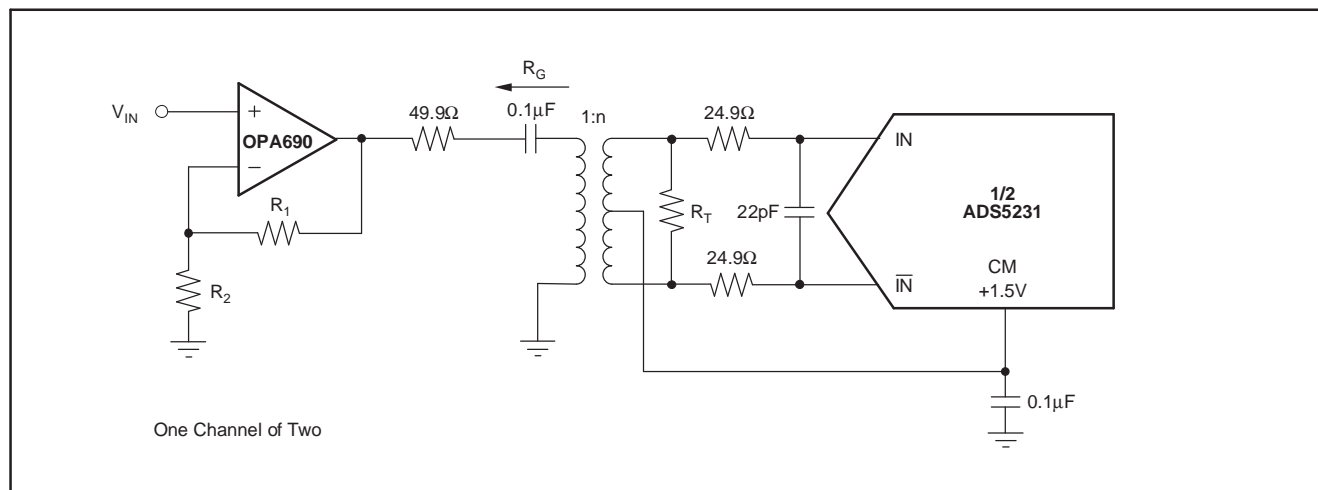 R_G
V_IN
+
OPA690
−
49.9Ω
0.1μF
1:n
24.9Ω
IN
R_1
R_2
R_T
22pF
1/2
ADS5231
24.9Ω
CM
+1.5V
I̅N̅
0.1μF
One Channel of Two